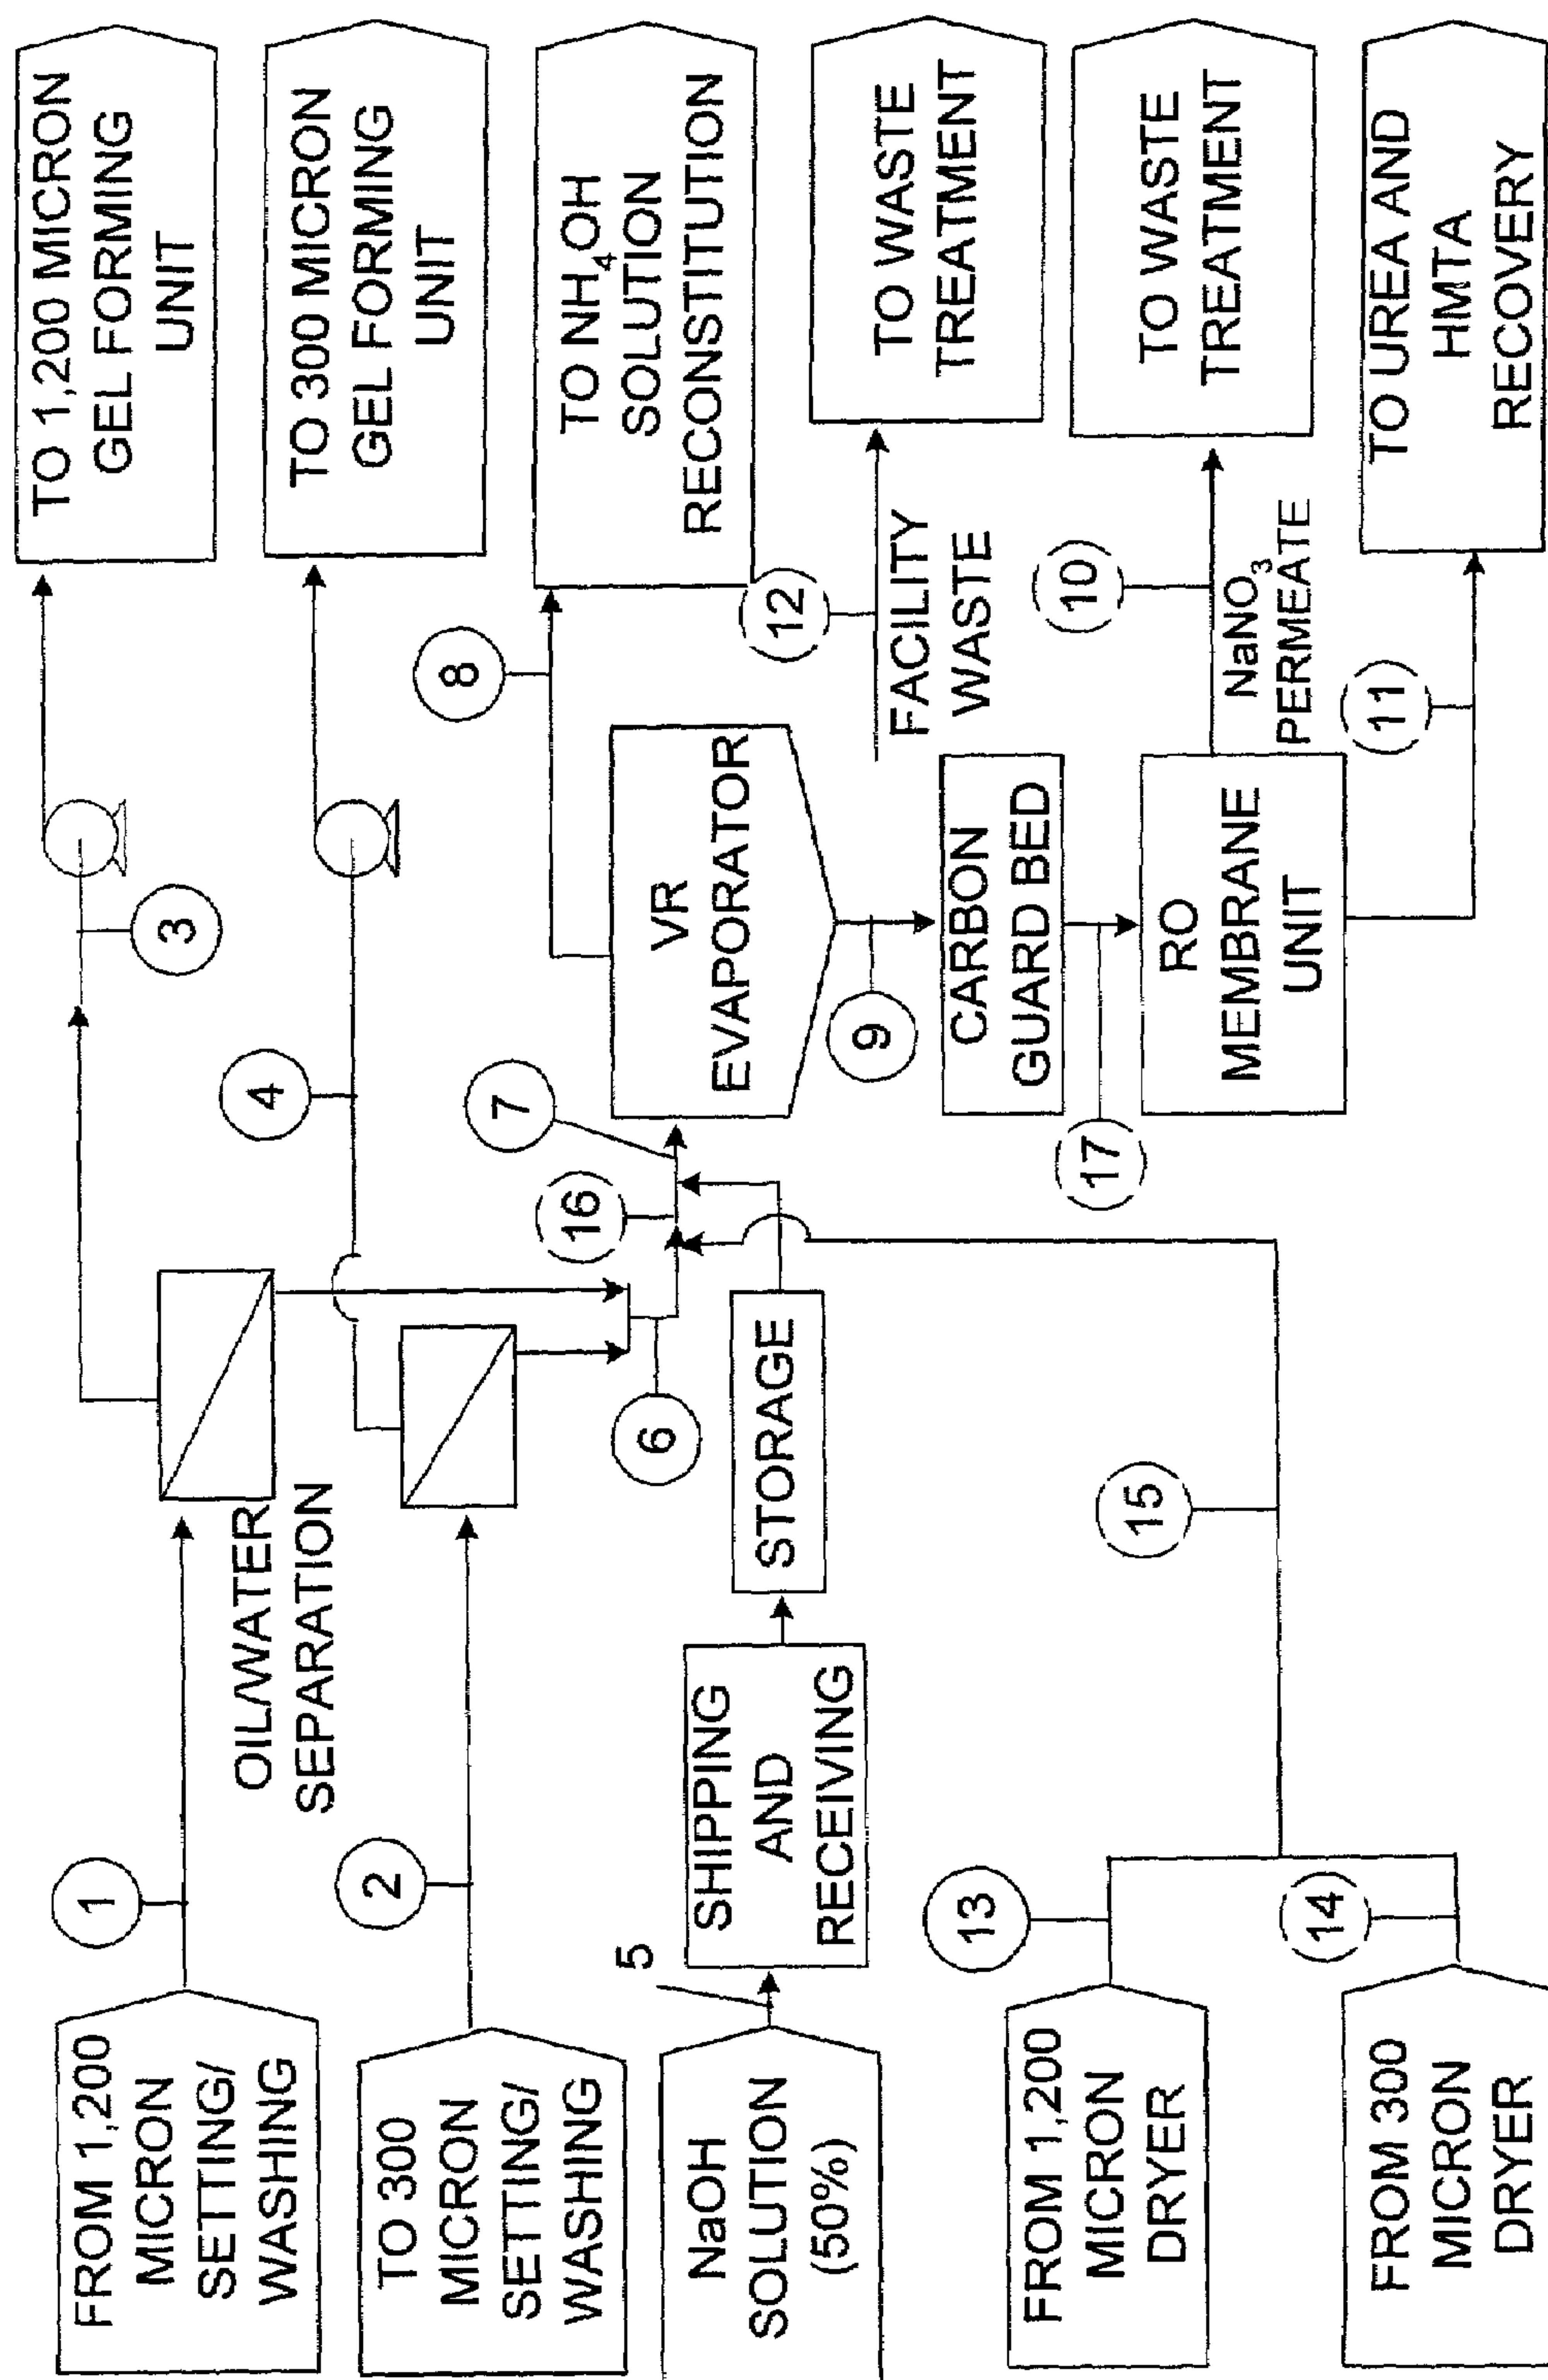 FROM 1,200
MICRON
SETTING/
WASHING
1
OIL/WATER
SEPARATION
3
TO 1,200 MICRON
GEL FORMING
UNIT
TO 300
MICRON
SETTING/
WASHING
2
4
TO 300 MICRON
GEL FORMING
UNIT
6
16
7
VR
EVAPORATOR
8
TO NH₄OH
SOLUTION
RECONSTITUTION
NaOH
SOLUTION
(50%)
5
SHIPPING
AND
RECEIVING
STORAGE
9
12
FACILITY
WASTE
TO WASTE
TREATMENT
CARBON
GUARD BED
17
RO
MEMBRANE
UNIT
10
NaNO₃
PERMEATE
TO WASTE
TREATMENT
FROM 1,200
MICRON
DRYER
13
15
11
TO UREA AND
HMTA
RECOVERY
FROM 300
MICRON
DRYER
14